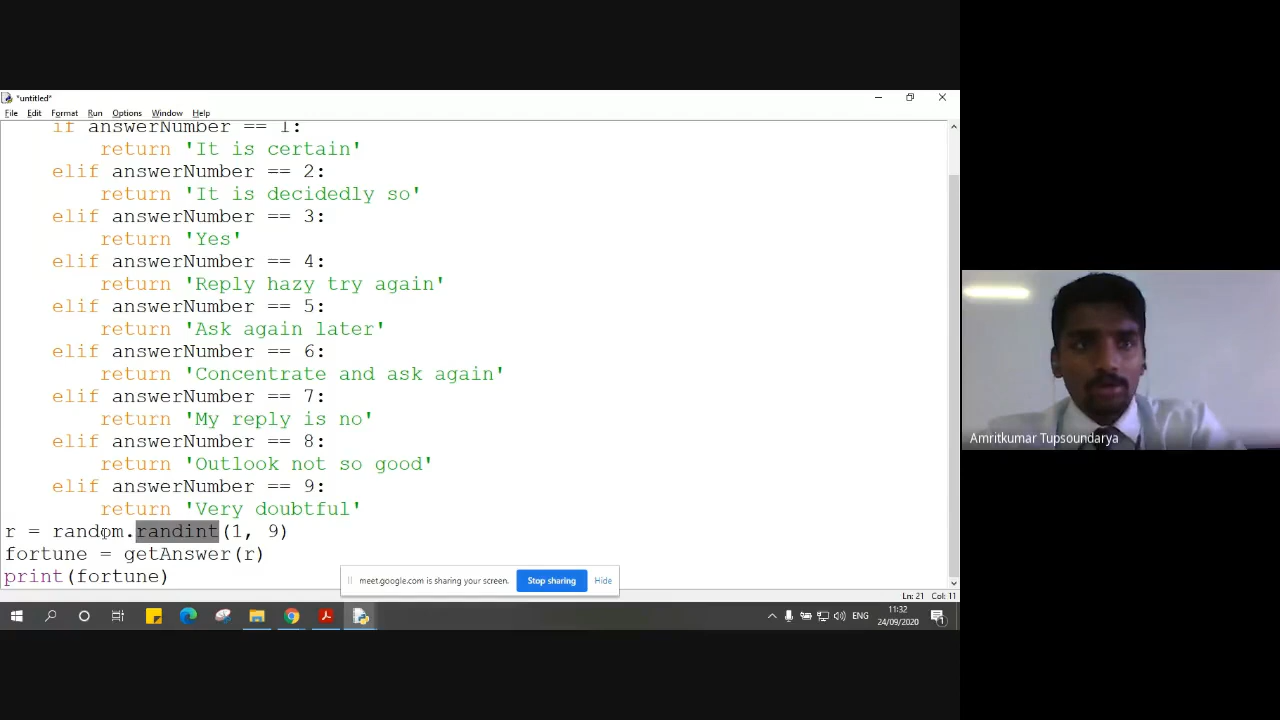 *untitled*
File Edit Format Run Options Window Help
if answerNumber == 1:
return 'It is certain'
elif answerNumber == 2:
return 'It is decidedly so'
elif answerNumber == 3:
return 'Yes'
elif answerNumber == 4:
return 'Reply hazy try again'
elif answerNumber == 5:
return 'Ask again later'
elif answerNumber == 6:
return 'Concentrate and ask again'
elif answerNumber == 7:
return 'My reply is no'
elif answerNumber == 8:
return 'Outlook not so good'
elif answerNumber == 9:
return 'Very doubtful'
r = random.randint(1, 9)
fortune = getAnswer(r)
print(fortune)
meet.google.com is sharing your screen. Stop sharing Hide
Ln: 21 Col: 11
ENG 11:32
24/09/2020
1
Amritkumar Tupsoundarya